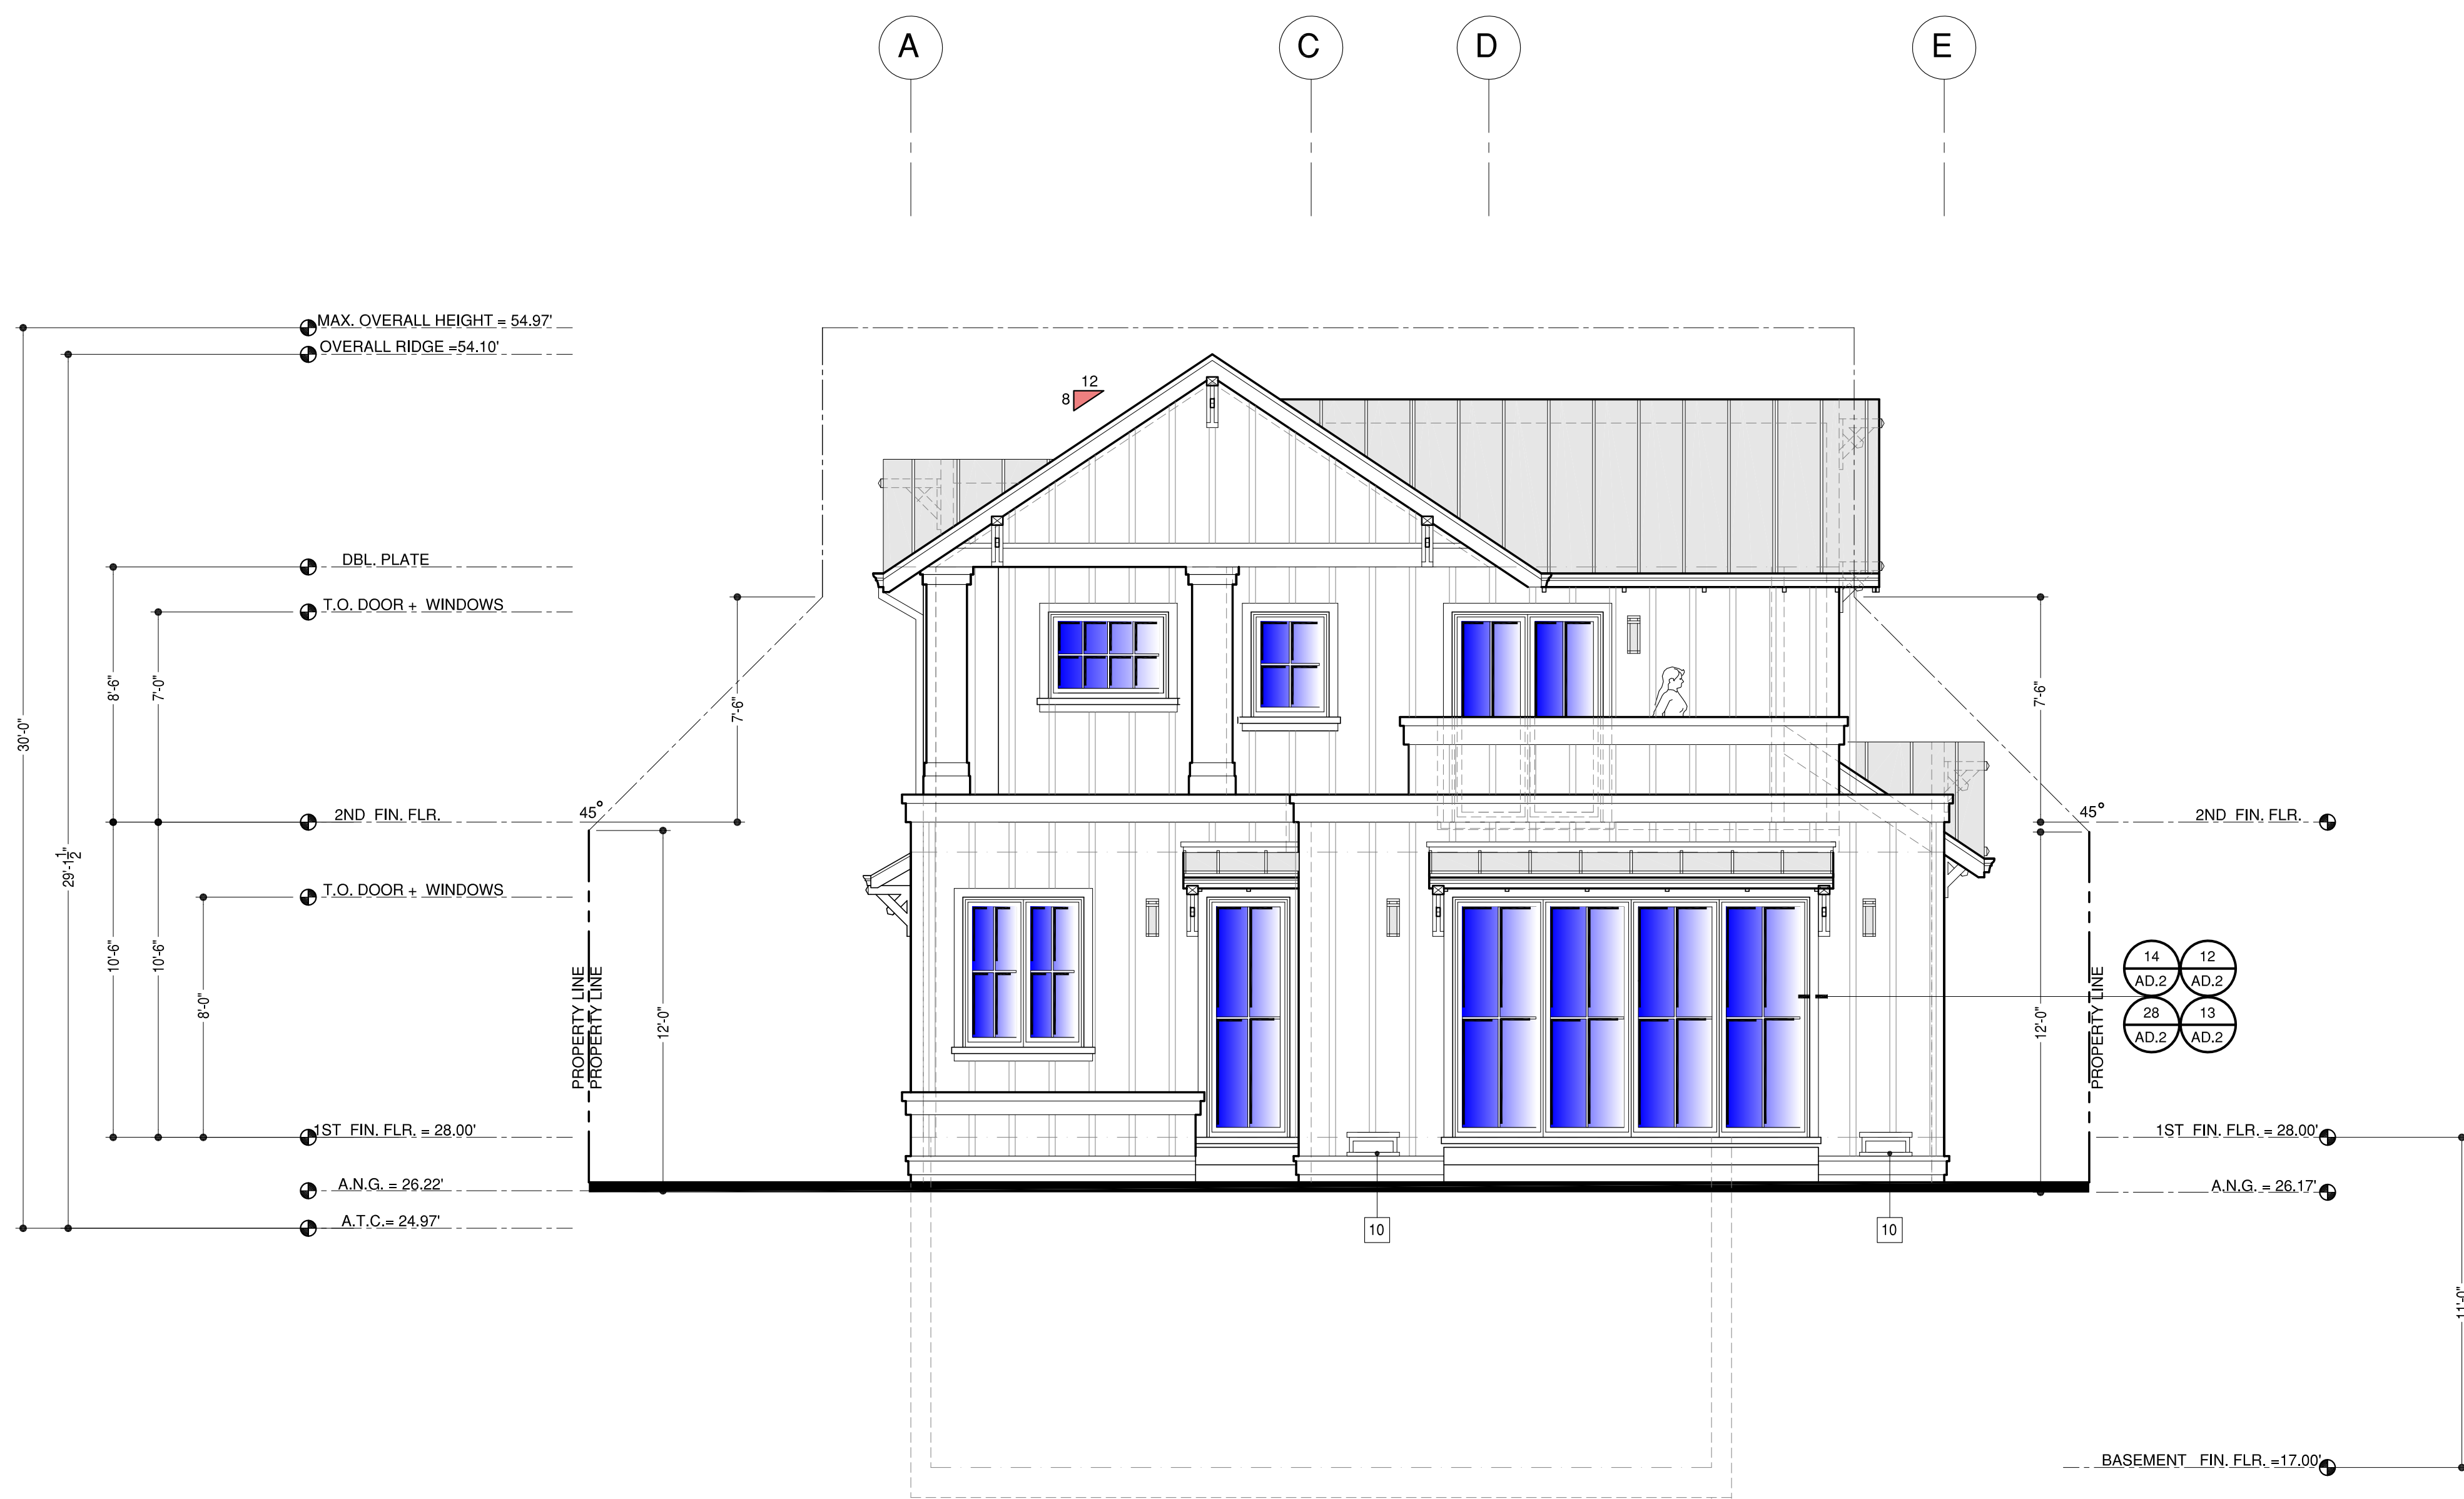 A
C
D
E
MAX. OVERALL HEIGHT = 54.97'
OVERALL RIDGE =54.10'
12
8
DBL. PLATE
T.O. DOOR + WINDOWS
8'-6"
7'-0"
7'-6"
7'-6"
30'-0"
29'-1 1/2"
2ND FIN. FLR.
45°
45°
2ND FIN. FLR.
T.O. DOOR + WINDOWS
10'-6"
10'-6"
8'-0"
PROPERTY LINE
PROPERTY LINE
12'-0"
12'-0"
PROPERTY LINE
14
AD.2
12
AD.2
28
AD.2
13
AD.2
1ST FIN. FLR. = 28.00'
1ST FIN. FLR. = 28.00'
A.N.G. = 26.22'
A.N.G. = 26.17'
A.T.C.= 24.97'
10
10
11'-0"
BASEMENT FIN. FLR. =17.00'